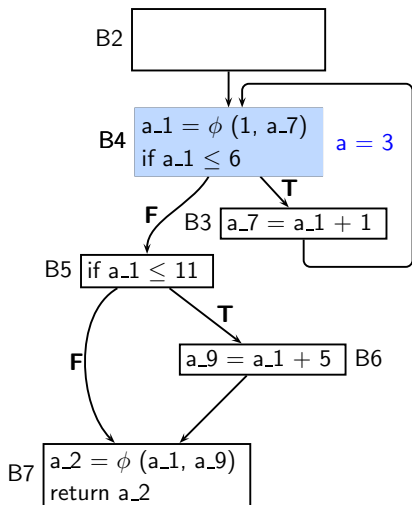 B2
B4
a_1 = ϕ (1, a_7)
if a_1 ≤ 6
a = 3
F
T
B3
a_7 = a_1 + 1
B5
if a_1 ≤ 11
F
T
a_9 = a_1 + 5
B6
B7
a_2 = ϕ (a_1, a_9)
return a_2